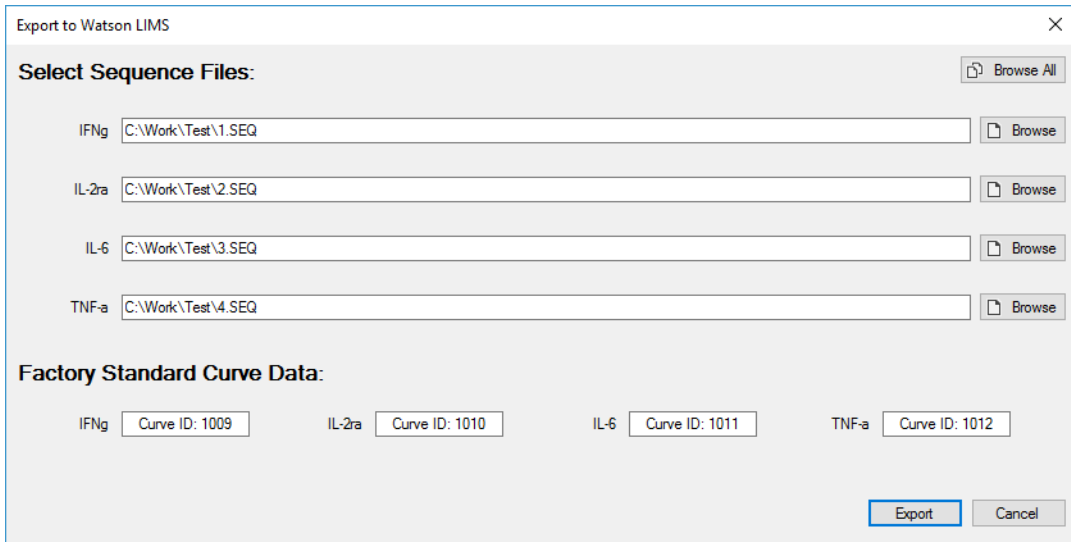 Export to Watson LIMS
Select Sequence Files:
Browse All
IFNg C:\Work\Test\1.SEQ Browse
IL-2ra C:\Work\Test\2.SEQ Browse
IL-6 C:\Work\Test\3.SEQ Browse
TNF-a C:\Work\Test\4.SEQ Browse
Factory Standard Curve Data:
IFNg Curve ID: 1009 IL-2ra Curve ID: 1010 IL-6 Curve ID: 1011 TNF-a Curve ID: 1012
Export Cancel